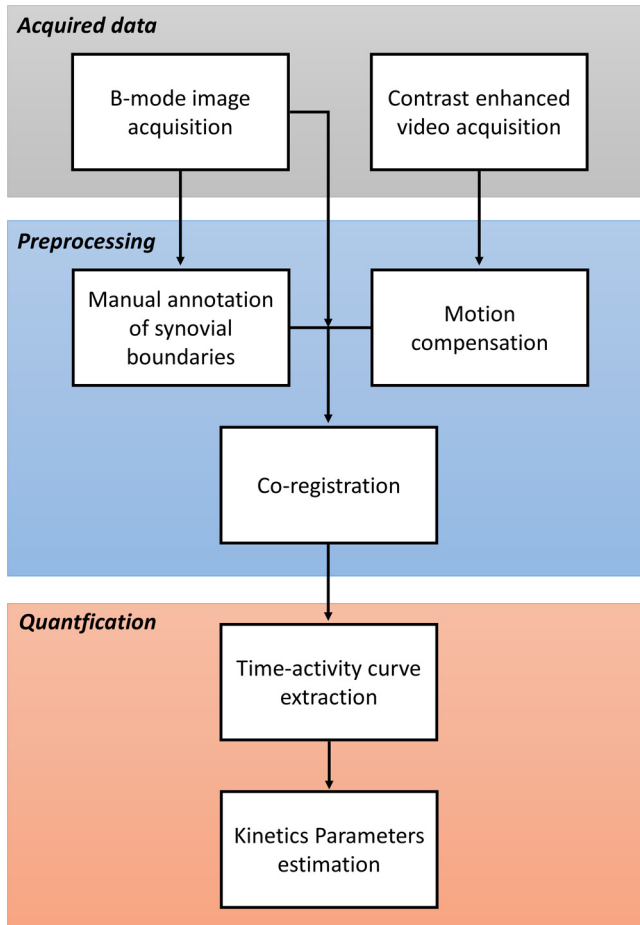 Acquired data
B-mode image
acquisition
Contrast enhanced
video acquisition
Preprocessing
Manual annotation
of synovial
boundaries
Motion
compensation
Co-registration
Quantfication
Time-activity curve
extraction
Kinetics Parameters
estimation